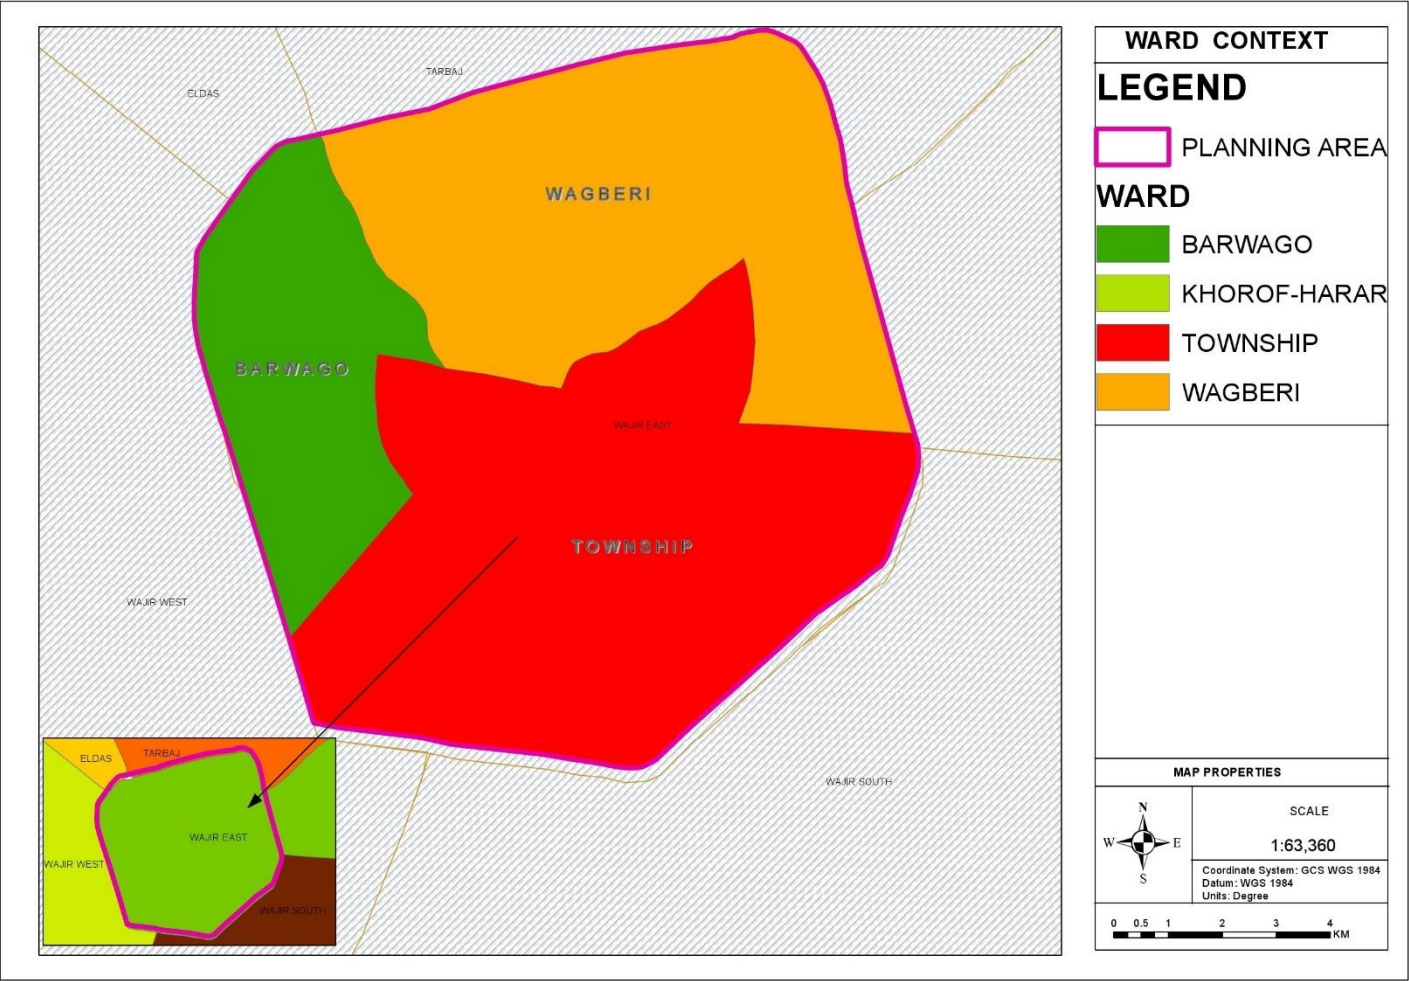 TARBAJ
ELDAS
WAGBERI
BARWAGO
WAJIR EAST
TOWNSHIP
WAJIR WEST
WAJIR SOUTH
ELDAS
TARBAJ
WAJIR EAST
WAJIR WEST
WAJIR SOUTH
WARD CONTEXT
LEGEND
PLANNING AREA
WARD
BARWAGO
KHOROF-HARAR
TOWNSHIP
WAGBERI
MAP PROPERTIES
N
W E
S
SCALE
1:63,360
Coordinate System: GCS WGS 1984
Datum: WGS 1984
Units: Degree
0 0.5 1 2 3 4
KM